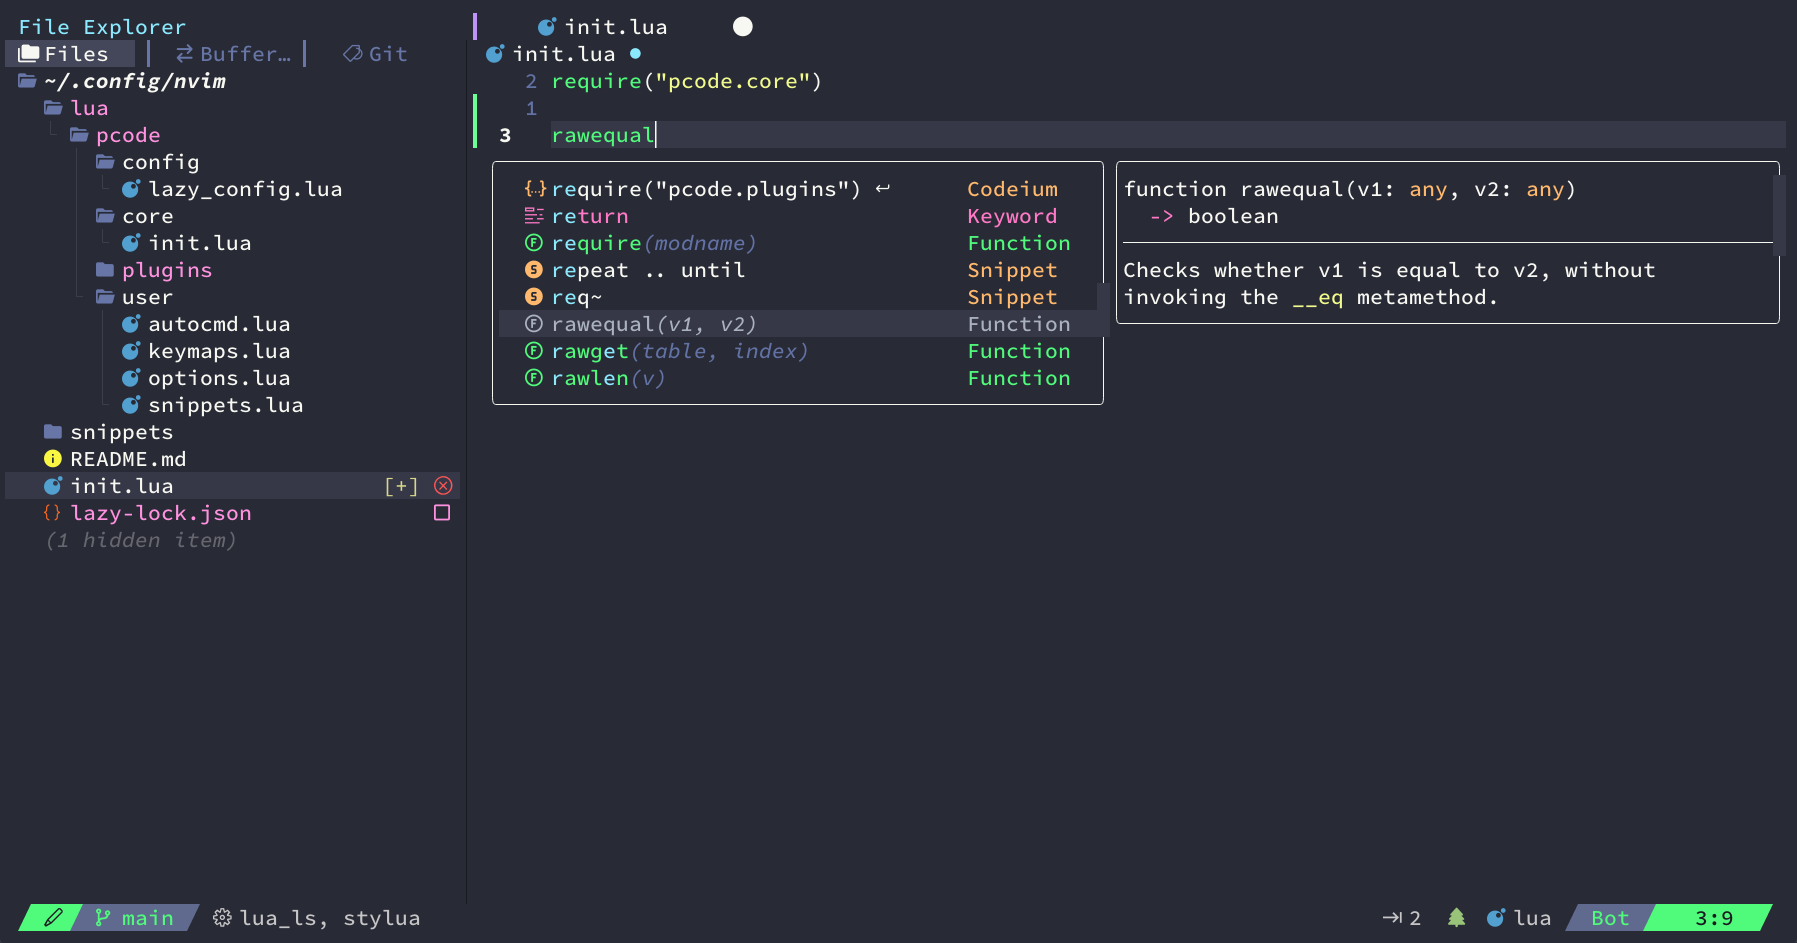 File Explorer
Files Buffer… Git
~/.config/nvim
lua
pcode
config
lazy_config.lua
core
init.lua
plugins
user
autocmd.lua
keymaps.lua
options.lua
snippets.lua
snippets
README.md
init.lua [+]
{} lazy-lock.json
(1 hidden item)
init.lua
init.lua
2 require("pcode.core")
1
3 rawequal
{…} require("pcode.plugins") ↩ Codeium
return Keyword
F require(modname) Function
S repeat .. until Snippet
S req~ Snippet
F rawequal(v1, v2) Function
F rawget(table, index) Function
F rawlen(v) Function
function rawequal(v1: any, v2: any)
-> boolean
Checks whether v1 is equal to v2, without
invoking the __eq metamethod.
main lua_ls, stylua 2 lua Bot 3:9